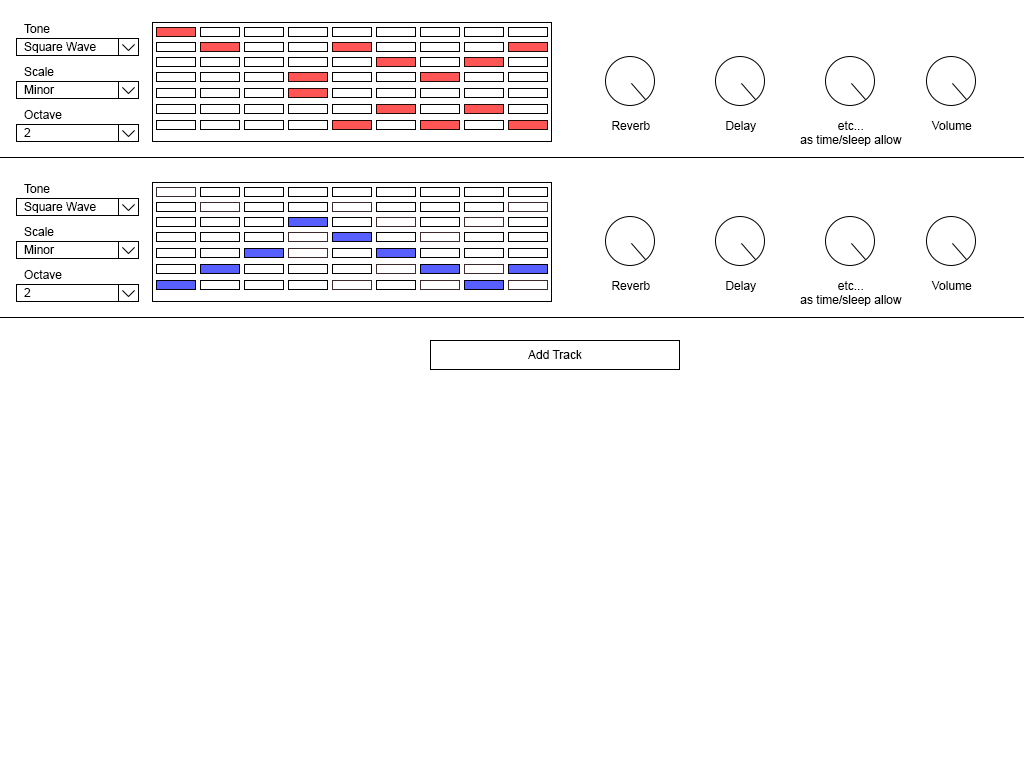 Tone
Square Wave
Scale
Minor
Octave
2
Reverb
Delay
etc...
as time/sleep allow
Volume
Tone
Square Wave
Scale
Minor
Octave
2
Reverb
Delay
etc...
as time/sleep allow
Volume
Add Track